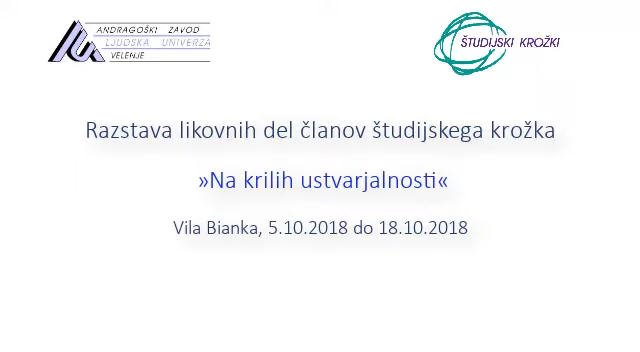 ANDRAGOŠKI ZAVOD
LJUDSKA UNIVERZA
VELENJE
ŠTUDIJSKI KROŽKI
Razstava likovnih del članov študijskega krožka
»Na krilih ustvarjalnosti«
Vila Bianka, 5.10.2018 do 18.10.2018